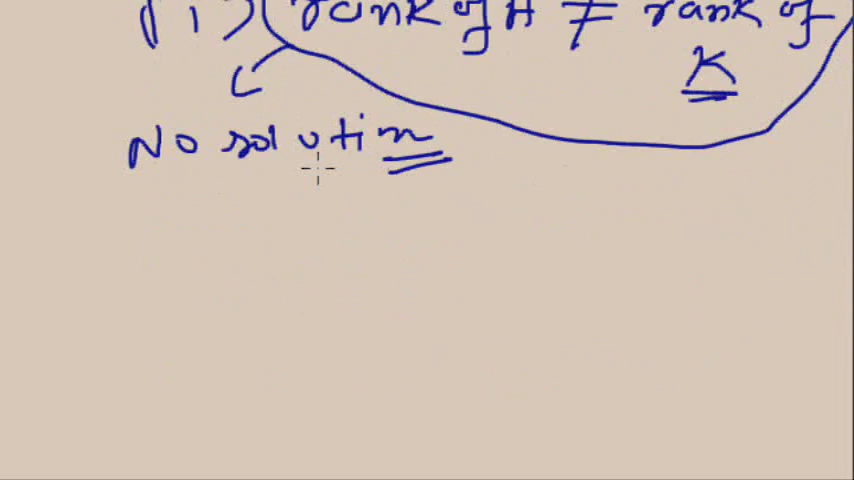 (i) rank of A ≠ rank of
K
No solution